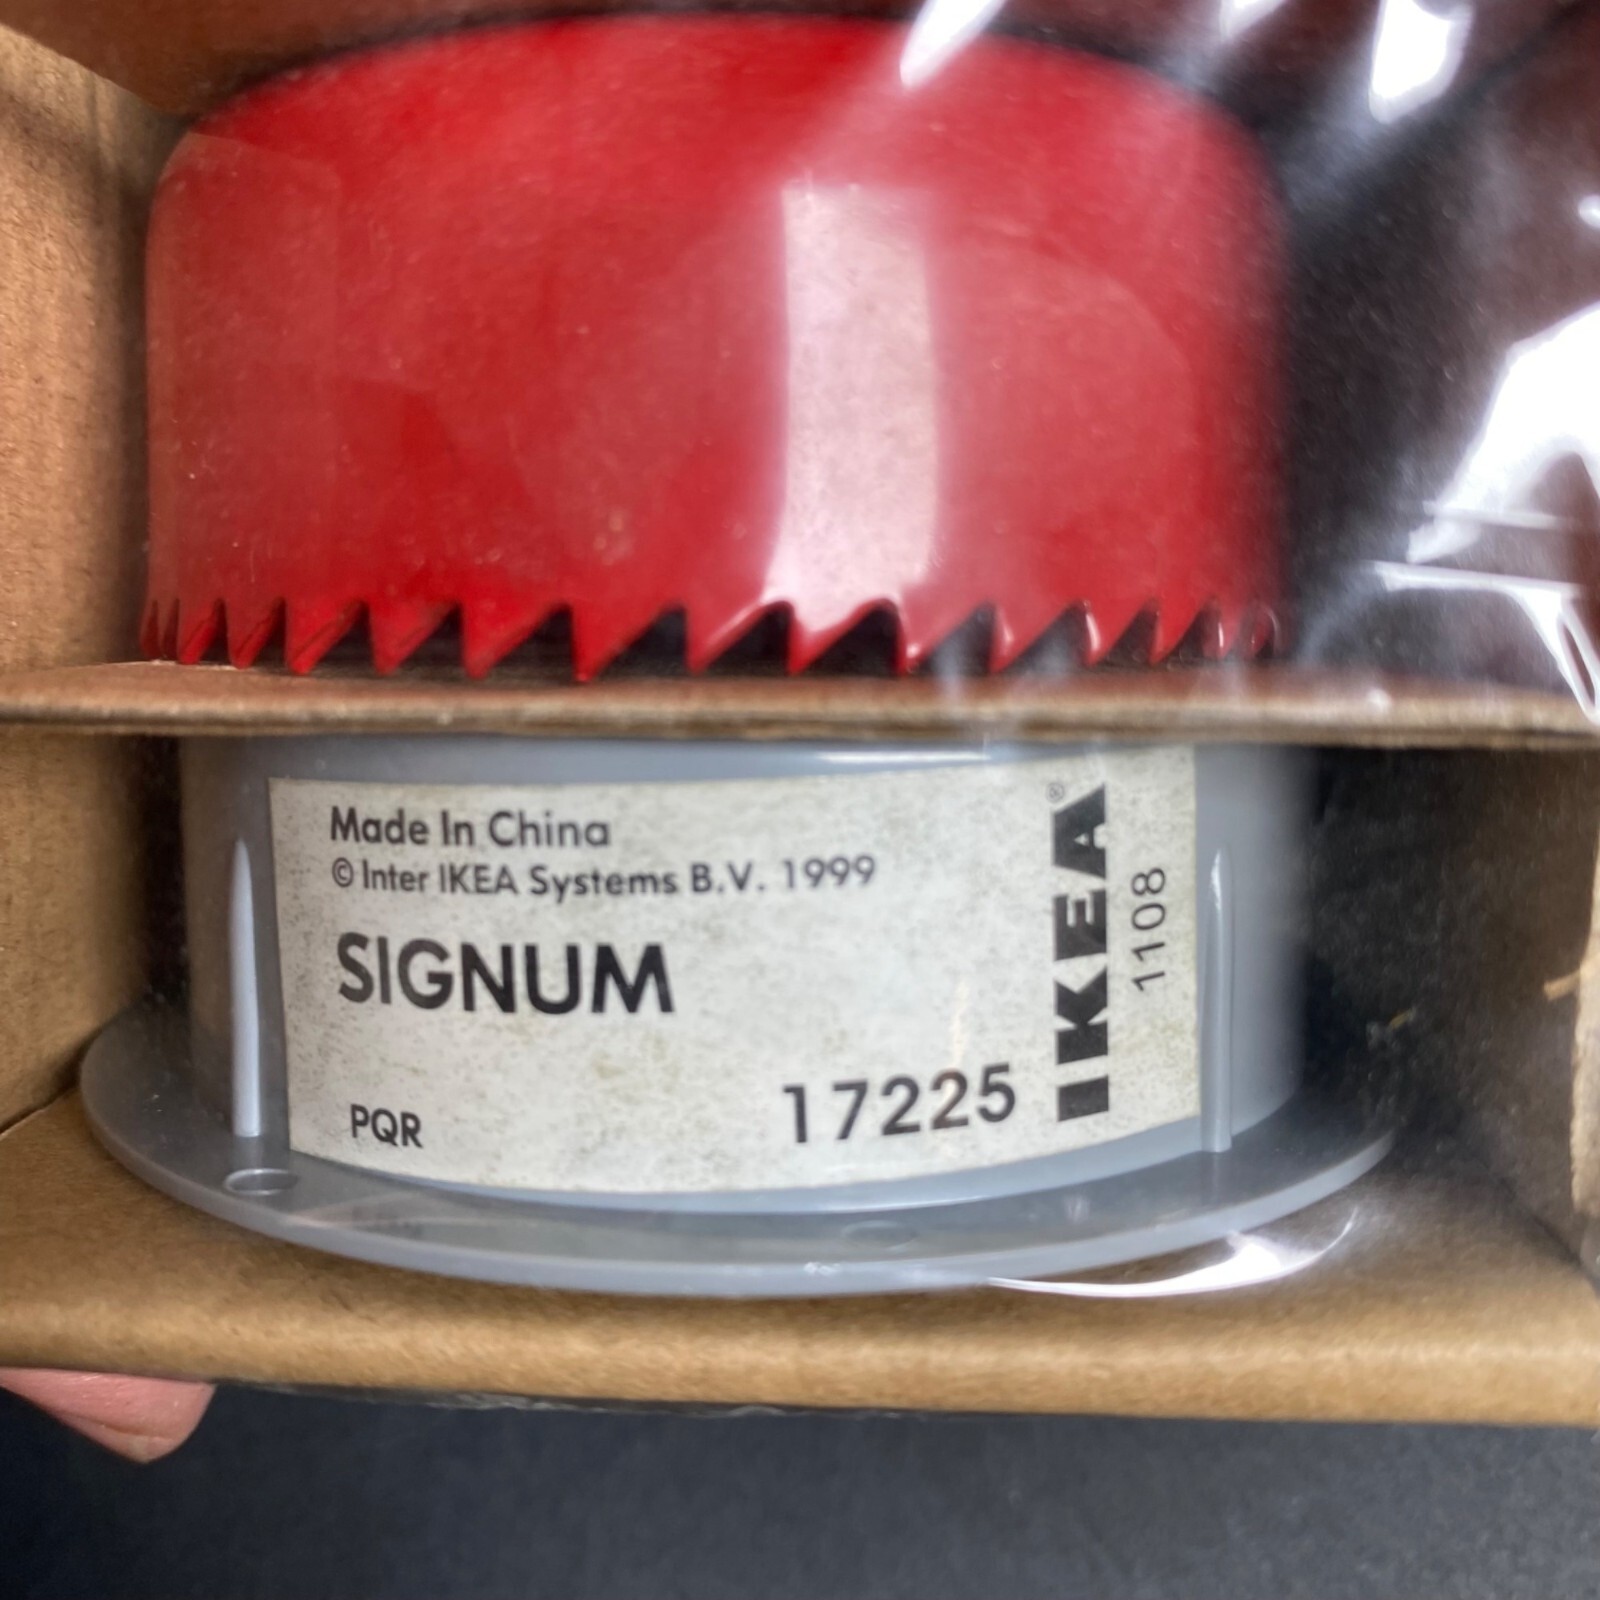 Made In China
© Inter IKEA Systems B.V. 1999
SIGNUM
PQR
17225
IKEA®
1108